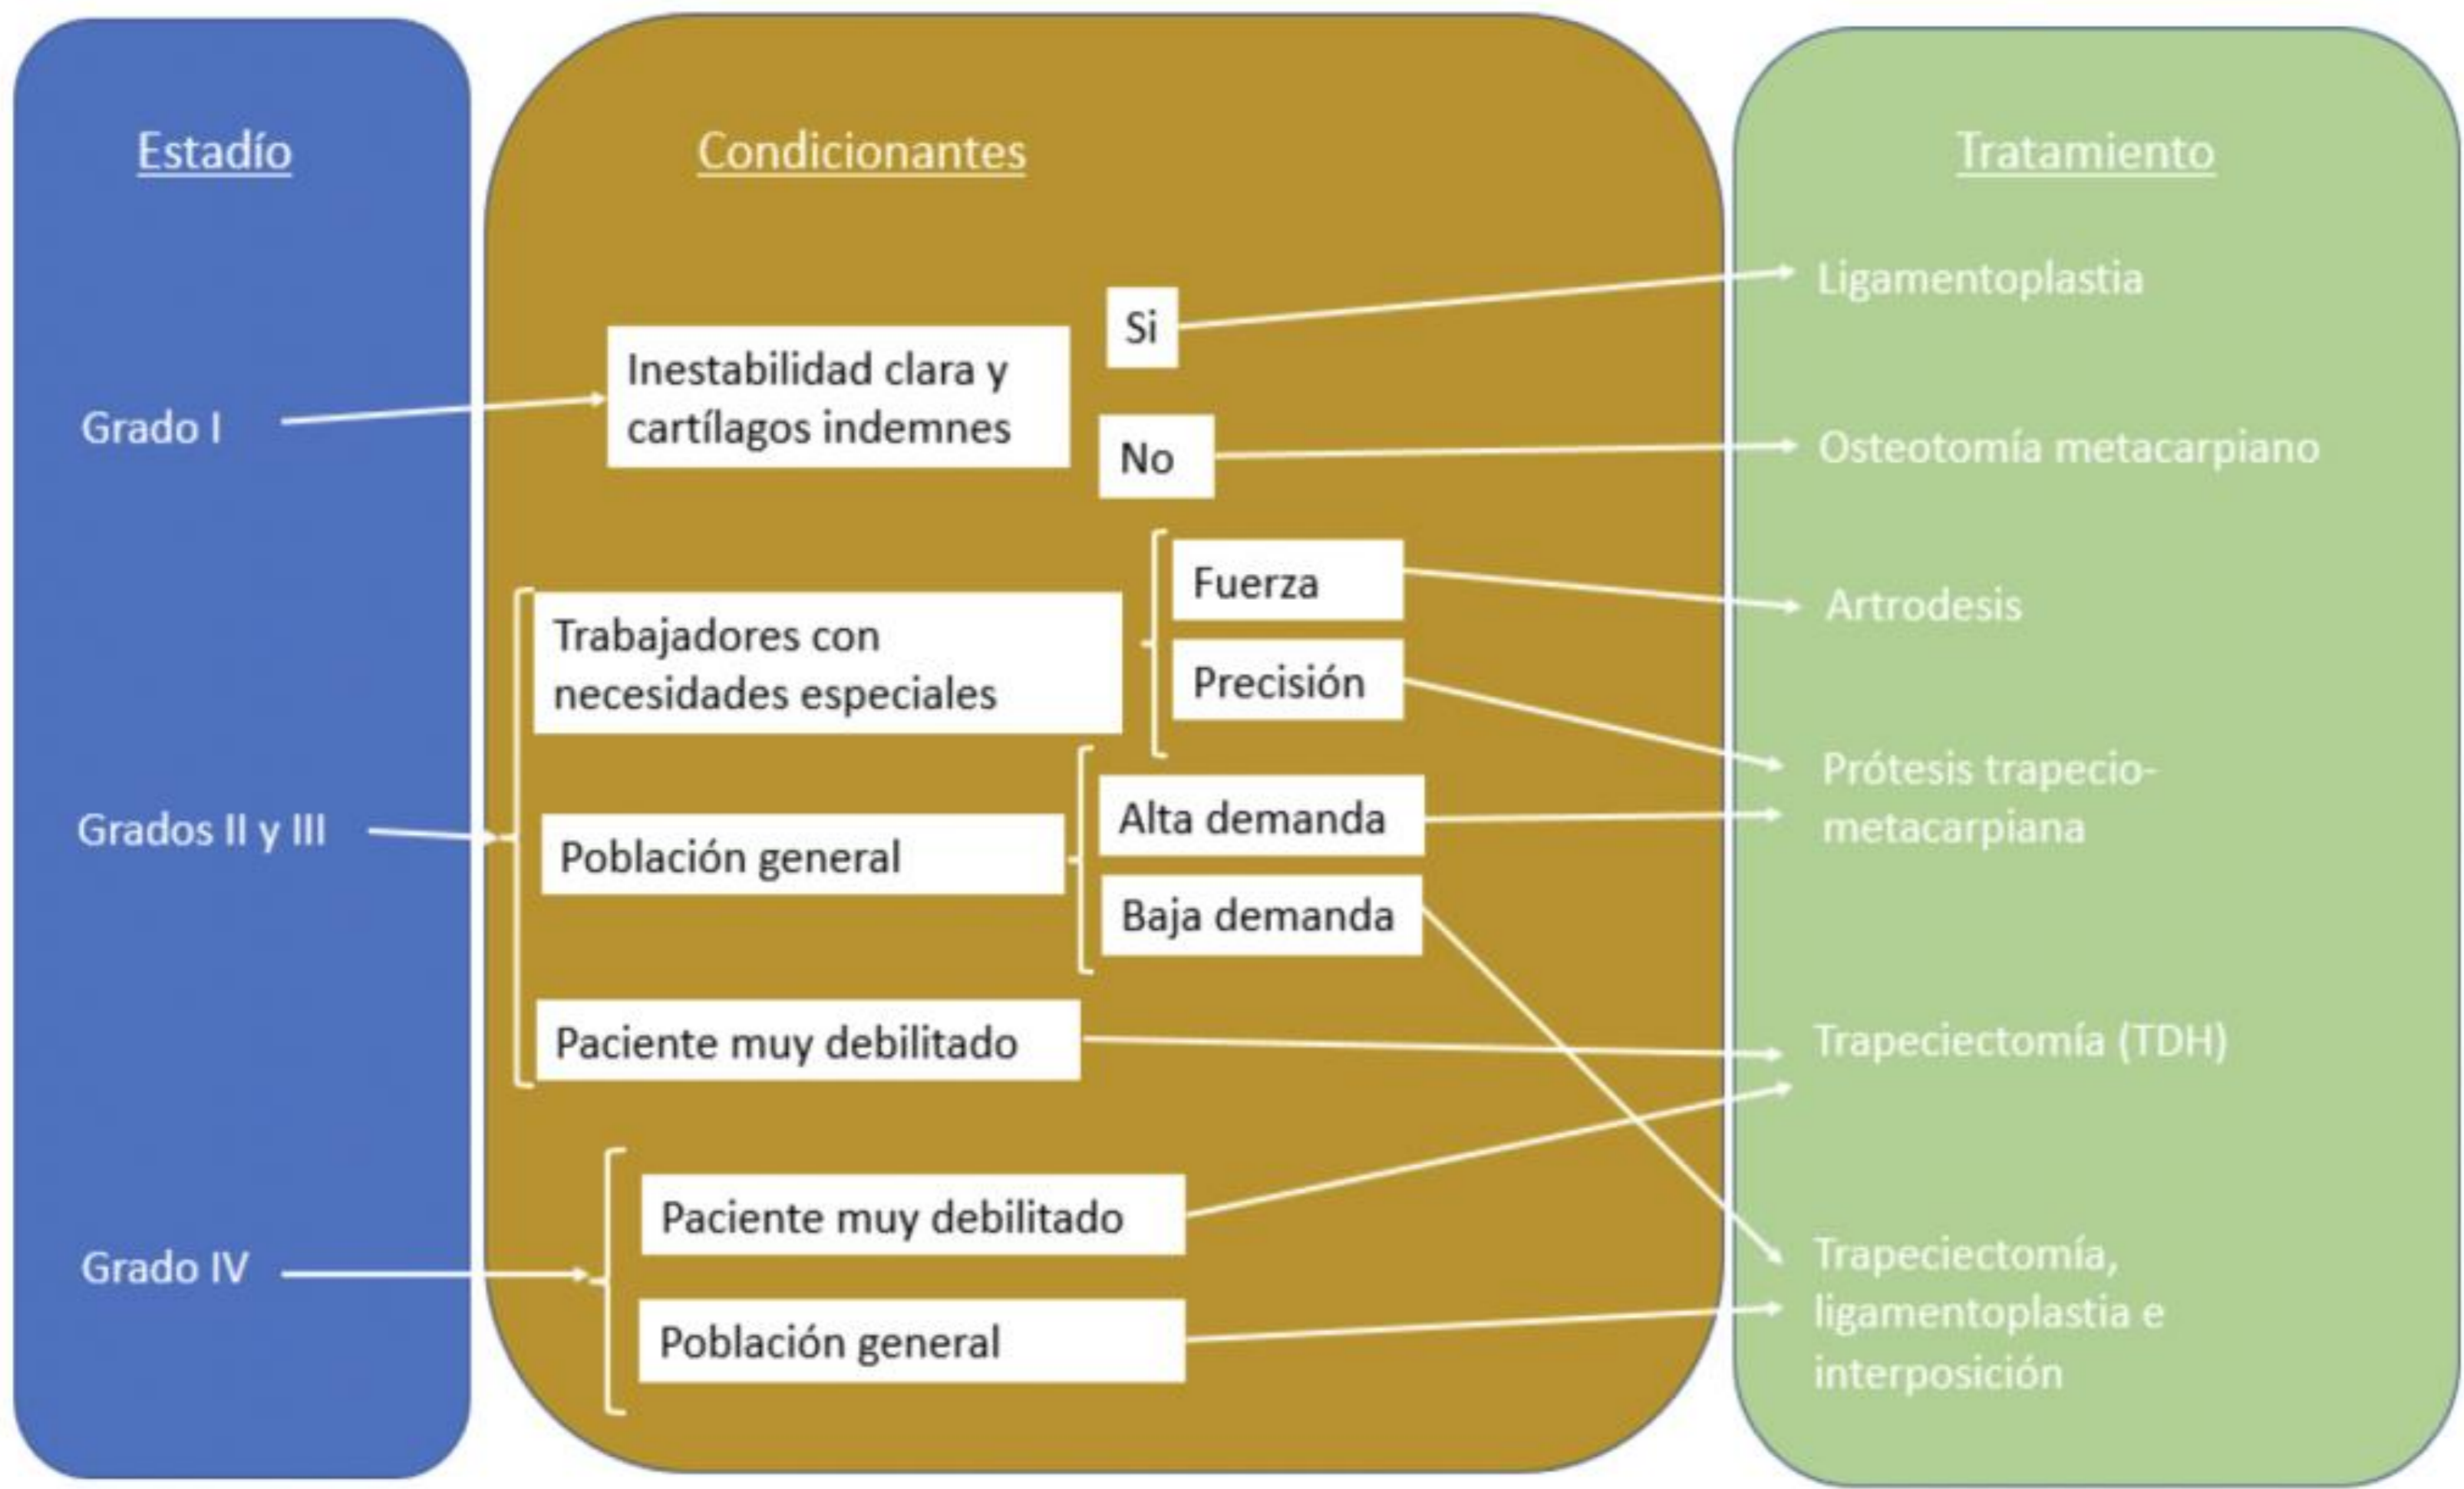 Estadío
Condicionantes
Tratamiento
Grado I
Inestabilidad clara y
cartílagos indemnes
Si
No
Ligamentoplastia
Osteotomía metacarpiano
Grados II y III
Trabajadores con
necesidades especiales
Fuerza
Precisión
Artrodesis
Población general
Alta demanda
Baja demanda
Prótesis trapecio-
metacarpiana
Paciente muy debilitado
Trapeciectomía (TDH)
Grado IV
Paciente muy debilitado
Población general
Trapeciectomía,
ligamentoplastia e
interposición